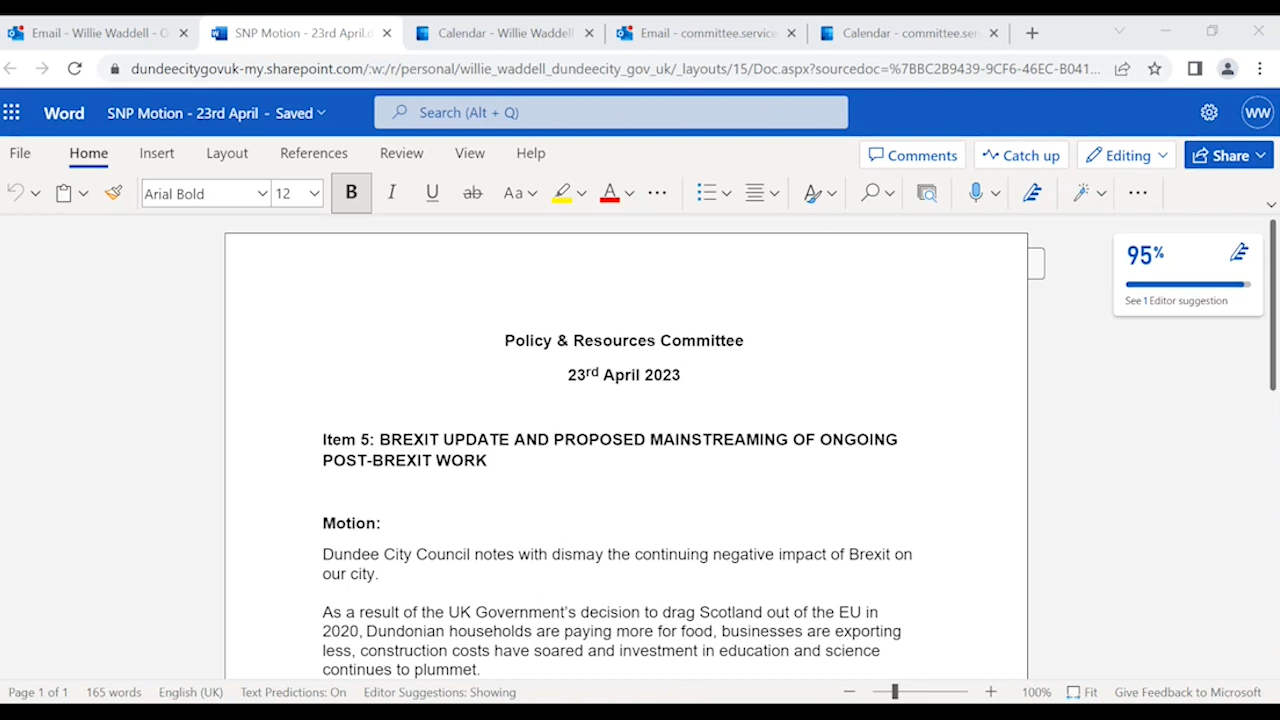 Email - Willie Waddell - O
SNP Motion - 23rd April.d
Calendar - Willie Waddell
Email - committee.service
Calendar - committee.ser
dundeecitygovuk-my.sharepoint.com/:w:/r/personal/willie_waddell_dundeecity_gov_uk/_layouts/15/Doc.aspx?sourcedoc=%7BBC2B9439-9CF6-46EC-B041...
Word SNP Motion - 23rd April - Saved Search (Alt + Q) WW
File Home Insert Layout References Review View Help Comments Catch up Editing Share
Arial Bold 12 B I U ab Aa A
95%
See 1 Editor suggestion
Policy & Resources Committee
23rd April 2023
Item 5: BREXIT UPDATE AND PROPOSED MAINSTREAMING OF ONGOING
POST-BREXIT WORK
Motion:
Dundee City Council notes with dismay the continuing negative impact of Brexit on
our city.
As a result of the UK Government's decision to drag Scotland out of the EU in
2020, Dundonian households are paying more for food, businesses are exporting
less, construction costs have soared and investment in education and science
continues to plummet.
Page 1 of 1 165 words English (UK) Text Predictions: On Editor Suggestions: Showing 100% Fit Give Feedback to Microsoft